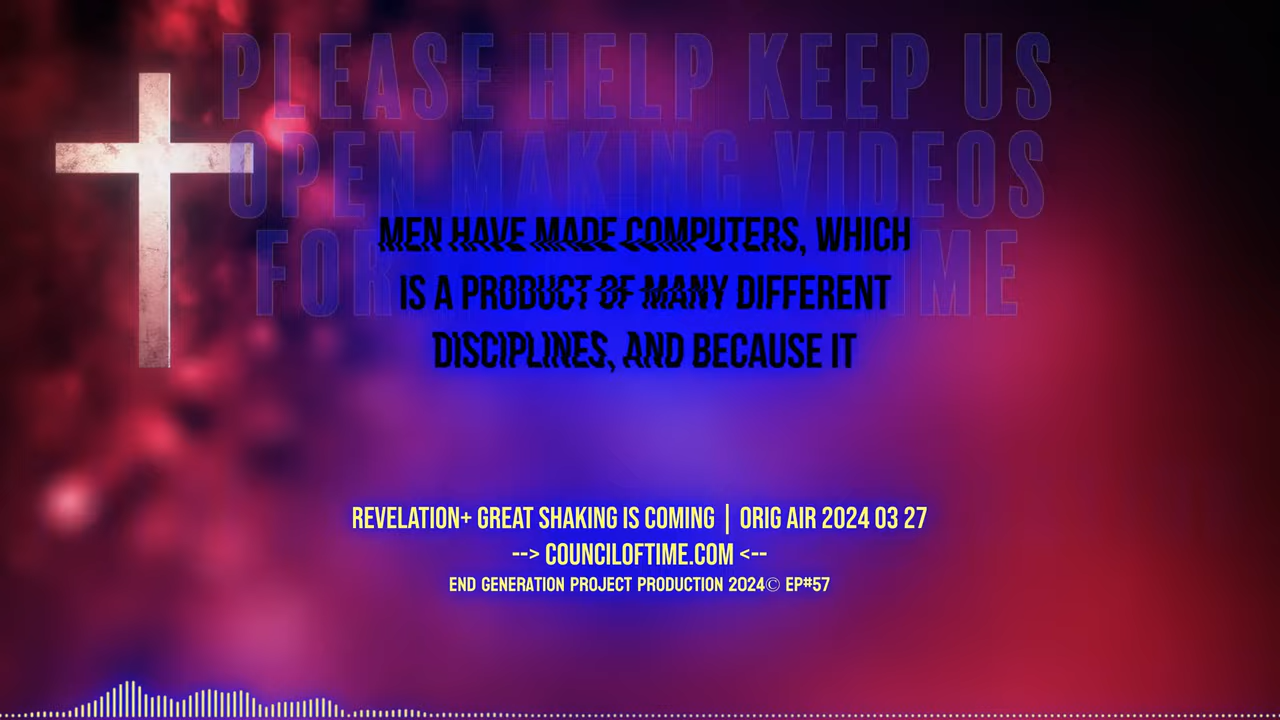 PLEASE HELP KEEP US
OPEN MAKING VIDEOS
FOR IME
MEN HAVE MADE COMPUTERS, WHICH
IS A PRODUCT OF MANY DIFFERENT
DISCIPLINES, AND BECAUSE IT
REVELATION+ GREAT SHAKING IS COMING | ORIG AIR 2024 03 27
--> COUNCILOFTIME.COM <--
END GENERATION PROJECT PRODUCTION 2024© EP#57